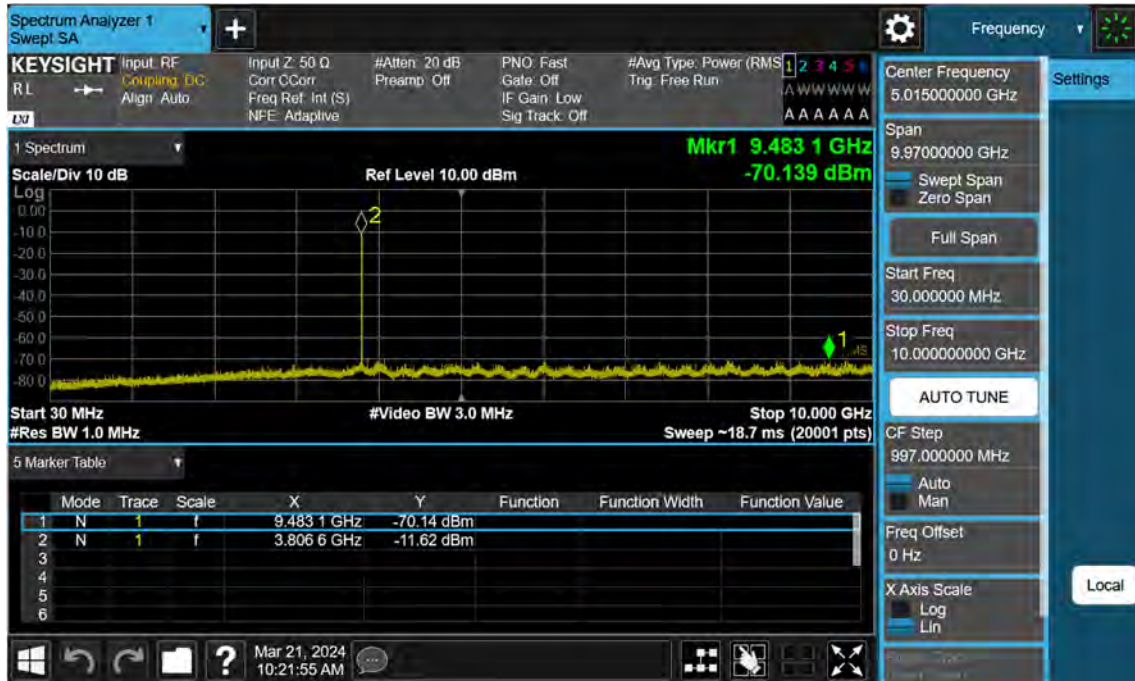 Spectrum Analyzer 1
Swept SA
Frequency
KEYSIGHT Input: RF Input Z: 50 Ω #Atten: 20 dB PNO: Fast #Avg Type: Power (RMS 1 2 3 4 5 6
R L Coupling: DC Corr CCorr Preamp: Off Gate: Off Trig: Free Run A W W W W W
Align: Auto Freq Ref: Int (S) IF Gain: Low
LXI NFE: Adaptive Sig Track: Off A A A A A A
1 Spectrum
Mkr1 9.483 1 GHz
Scale/Div 10 dB Ref Level 10.00 dBm -70.139 dBm
Log
0.00
2
-10.0
-20.0
-30.0
-40.0
-50.0
-60.0
1
-70.0
-80.0
Start 30 MHz #Video BW 3.0 MHz Stop 10.000 GHz
#Res BW 1.0 MHz Sweep ~18.7 ms (20001 pts)
5 Marker Table
Mode Trace Scale X Y Function Function Width Function Value
1 N 1 f 9.483 1 GHz -70.14 dBm
2 N 1 f 3.806 6 GHz -11.62 dBm
3
4
5
6
Mar 21, 2024
10:21:55 AM
Center Frequency
5.015000000 GHz
Span
9.97000000 GHz
Swept Span
Zero Span
Full Span
Start Freq
30.000000 MHz
Stop Freq
10.000000000 GHz
AUTO TUNE
CF Step
997.000000 MHz
Auto
Man
Freq Offset
0 Hz
X Axis Scale
Log
Lin
Settings
Local